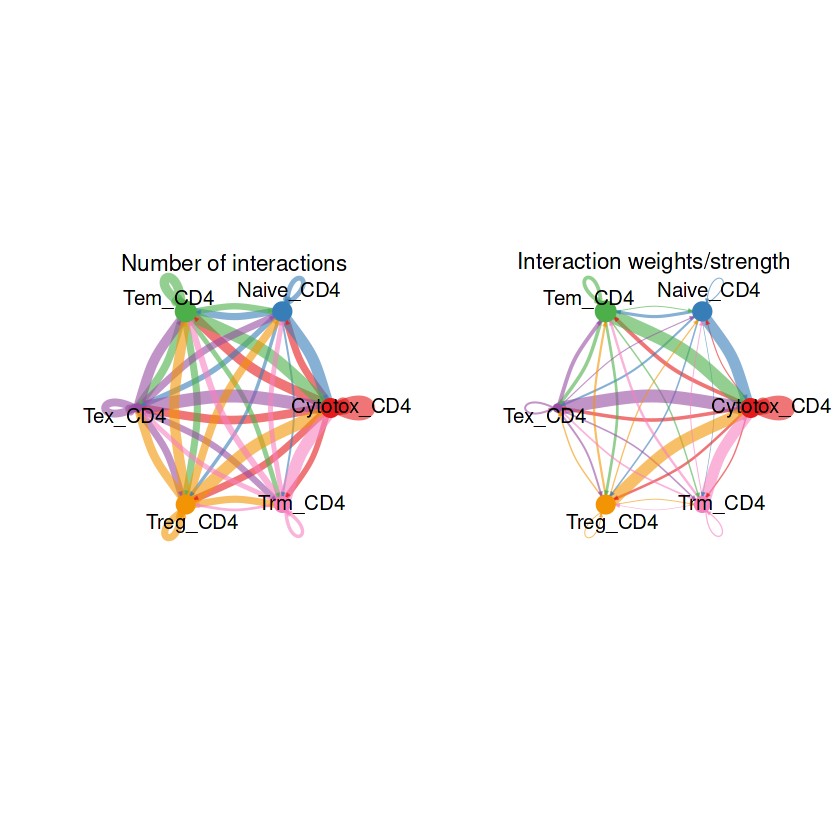 Number of interactions
Tem_CD4
Naive_CD4
Tex_CD4
Cytotox_CD4
Treg_CD4
Trm_CD4
Interaction weights/strength
Tem_CD4
Naive_CD4
Tex_CD4
Cytotox_CD4
Treg_CD4
Trm_CD4